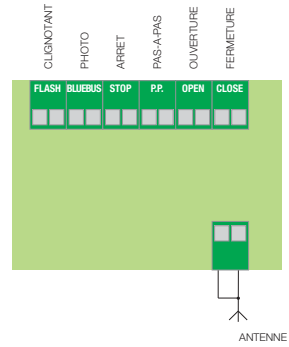 CLIGNOTANT
PHOTO
ARRET
PAS-A-PAS
OUVERTURE
FERMETURE
FLASH
BLUEBUS
STOP
P.P.
OPEN
CLOSE
ANTENNE